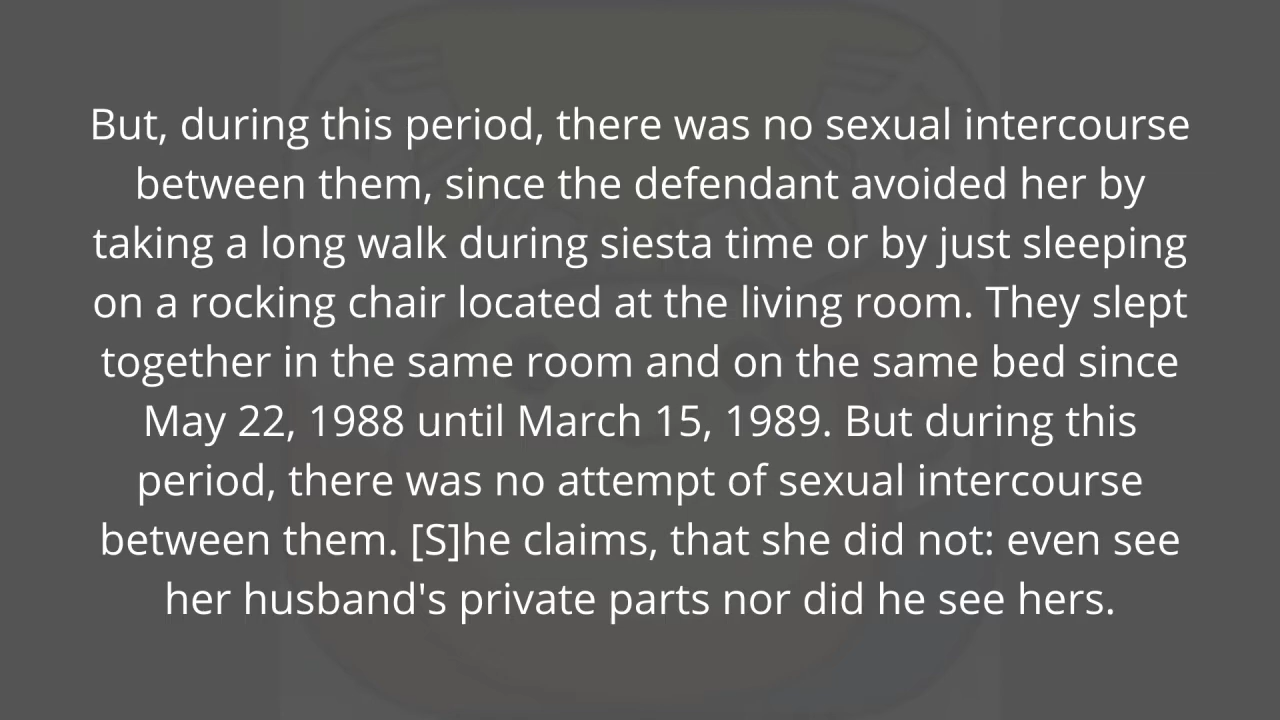 But, during this period, there was no sexual intercourse
between them, since the defendant avoided her by
taking a long walk during siesta time or by just sleeping
on a rocking chair located at the living room. They slept
together in the same room and on the same bed since
May 22, 1988 until March 15, 1989. But during this
period, there was no attempt of sexual intercourse
between them. [S]he claims, that she did not: even see
her husband's private parts nor did he see hers.